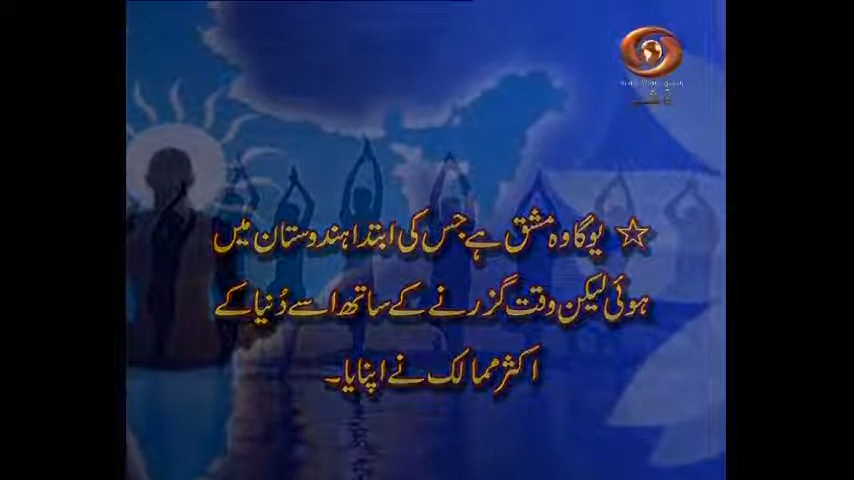 ☆ یوگا وہ مشق ہے جس کی ابتدا ہندوستان میں
ہوئی لیکن وقت گزرنے کے ساتھ اسے دُنیا کے
اکثر ممالک نے اپنایا۔